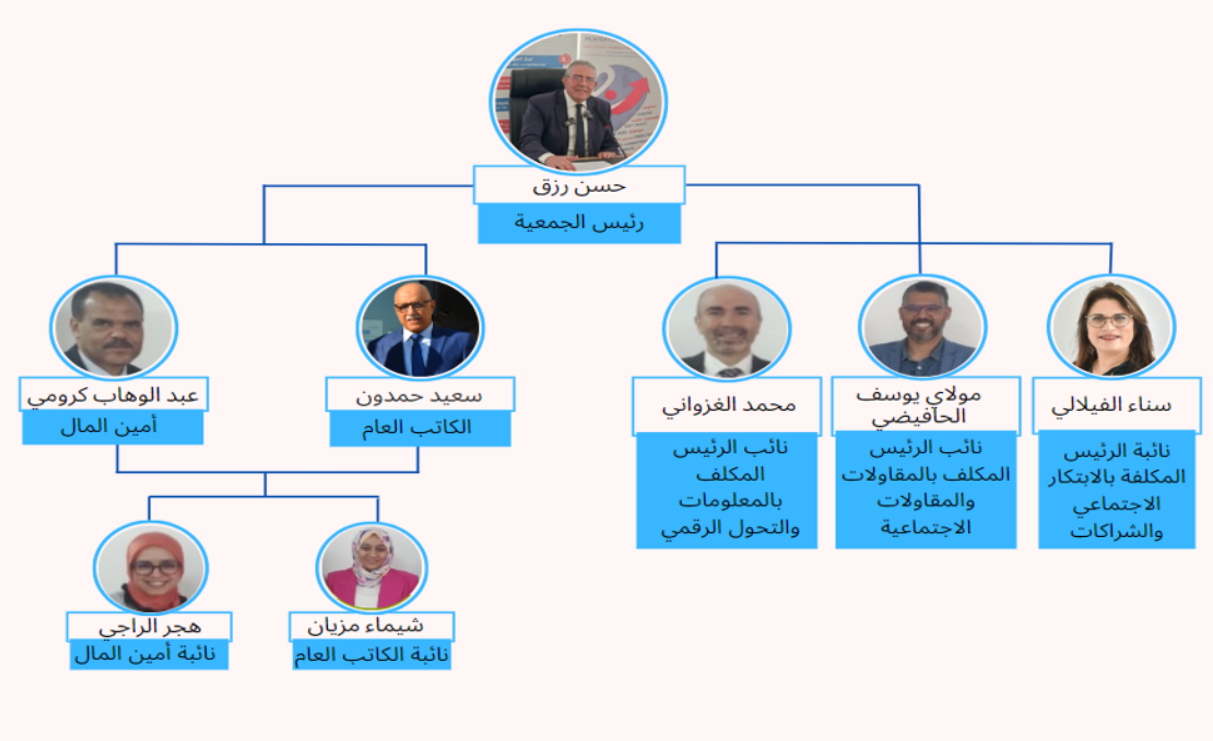 حسن رزق
رئيس الجمعية
عبد الوهاب كرومي
أمين المال
سعيد حمدون
الكاتب العام
محمد الغزواني
نائب الرئيس
المكلف
بالمعلومات
والتحول الرقمي
مولاي يوسف
الحافيضي
نائب الرئيس
المكلف بالمقاولات
والمقاولات
الاجتماعية
سناء الفيلالي
نائبة الرئيس
المكلفة بالابتكار
الاجتماعي
والشراكات
هجر الراجي
نائبة أمين المال
شيماء مزيان
نائبة الكاتب العام